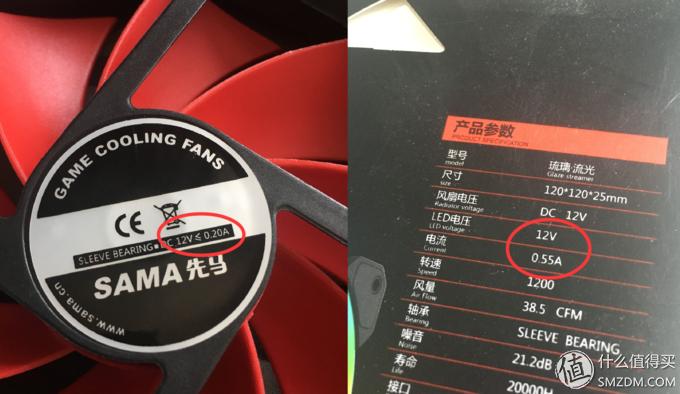 GAME COOLING FANS
CE
SLEEVE BEARING■DC 12V≤0.20A
SAMA 先马
www.sama.cn
产品参数
PRODUCT SPECIFICATION
型号 琉璃·流光
model Glaze streamer
尺寸 120*120*25mm
size
风扇电压 DC 12V
Radiator voltage
LED电压 12V
LED voltage
电流 0.55A
Current
转速 1200
Speed
风量 38.5 CFM
Air Flow
轴承 SLEEVE BEARING
Bearing
噪音 21.2dB
Noise
寿命 20000H
Life
接口
值 什么值得买
SMZDM.COM